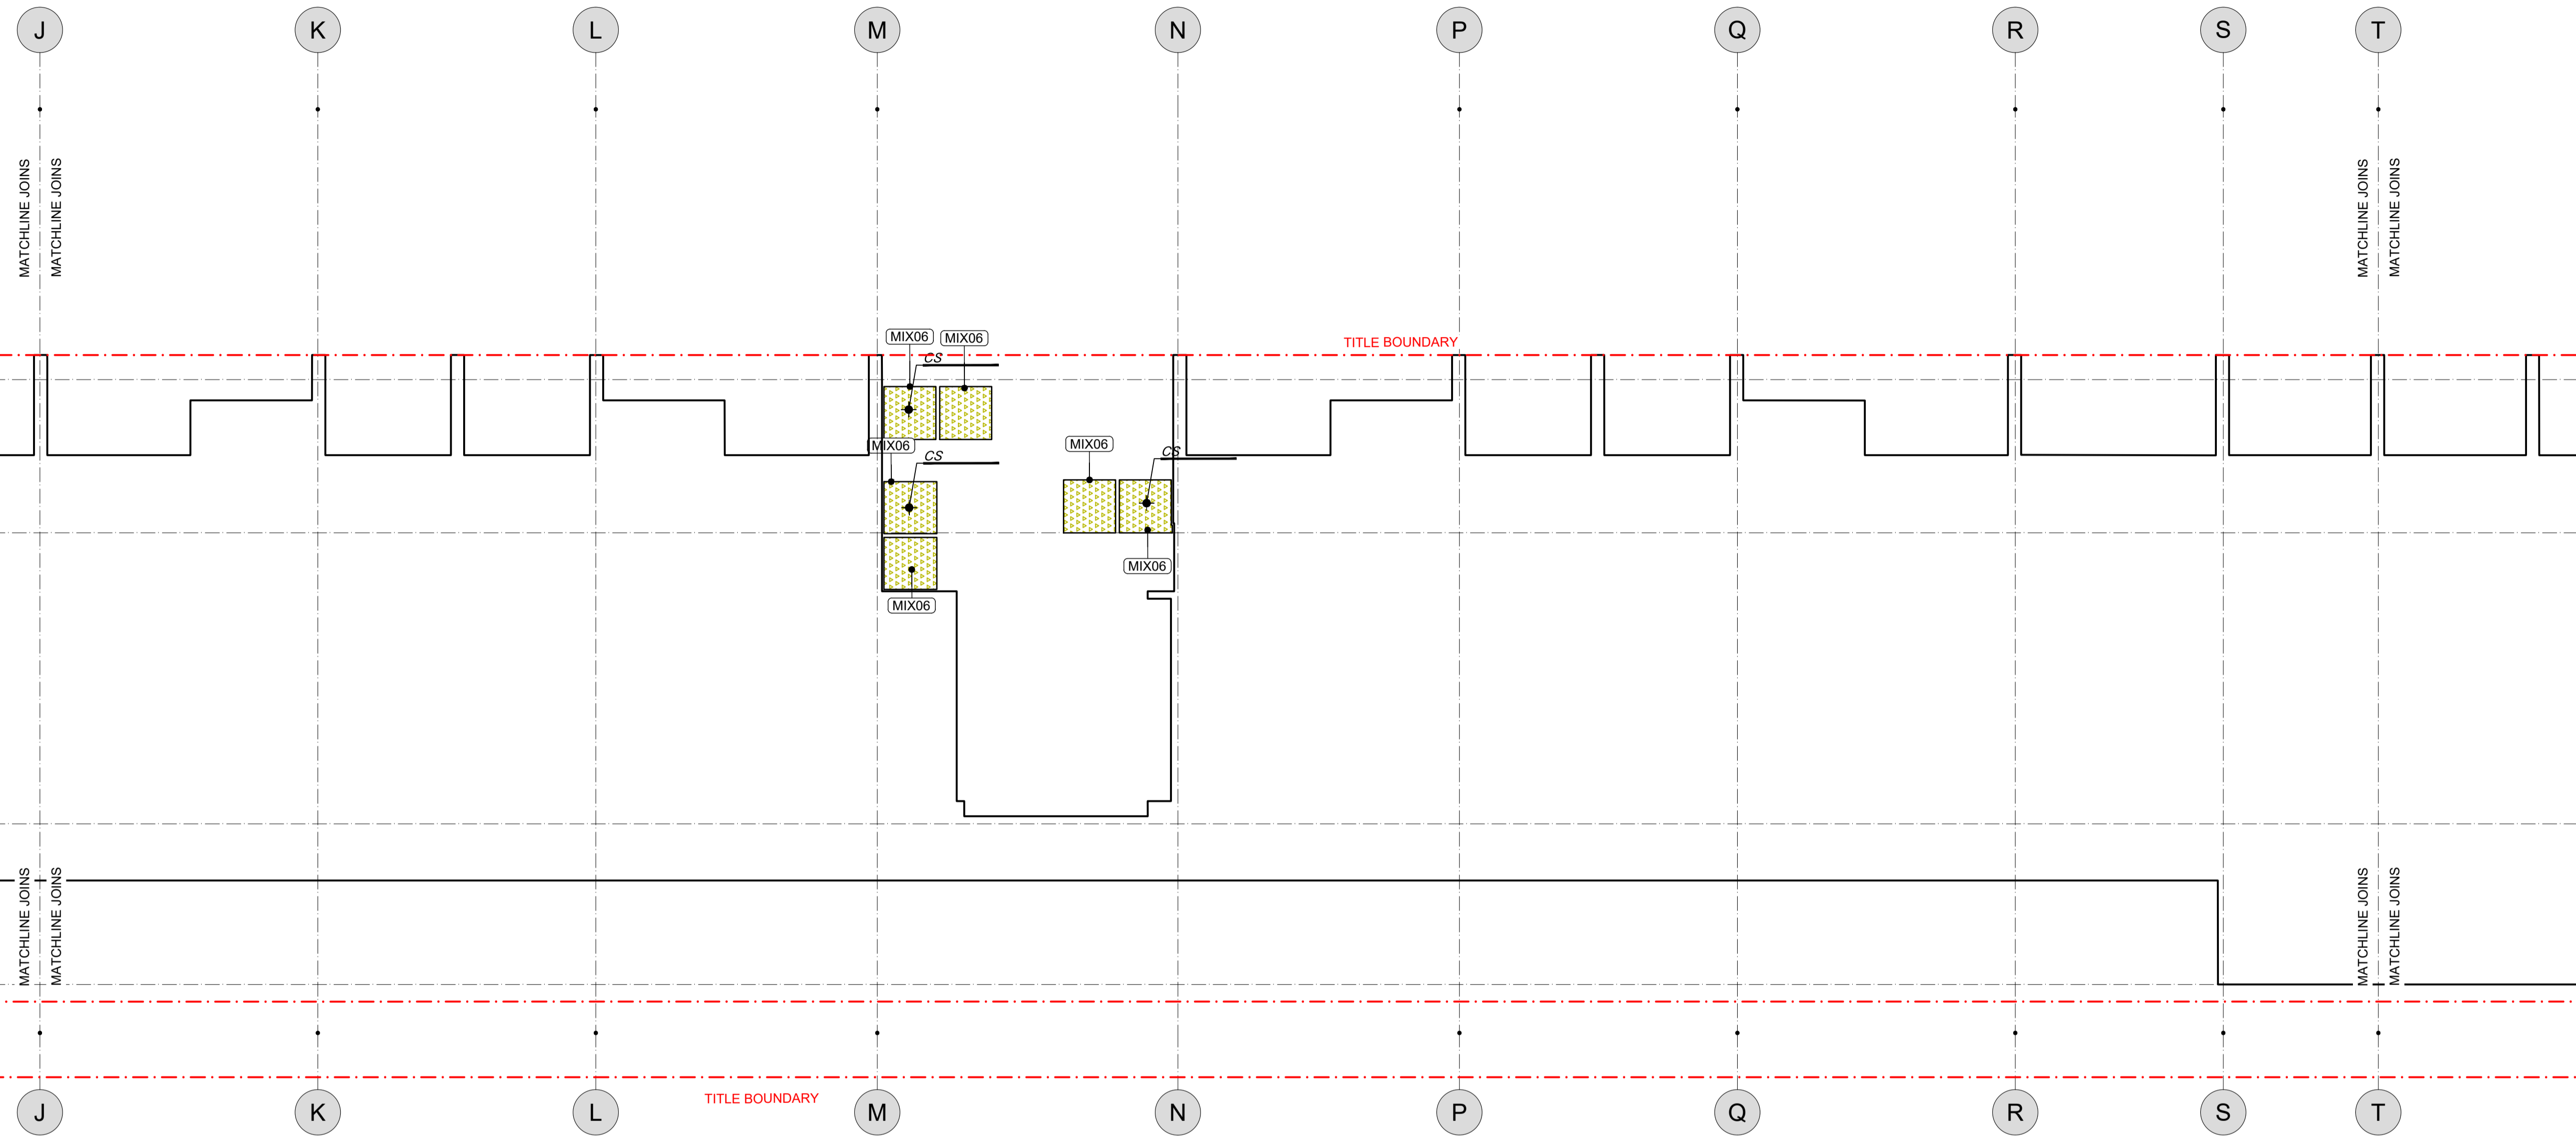 J K L M N P Q R S T
MATCHLINE JOINS
MATCHLINE JOINS
MATCHLINE JOINS
MATCHLINE JOINS
MIX06
MIX06
TITLE BOUNDARY
CS
MIX06
MIX06
CS
CS
MIX06
MIX06
MATCHLINE JOINS
MATCHLINE JOINS
MATCHLINE JOINS
MATCHLINE JOINS
TITLE BOUNDARY
J K L M N P Q R S T